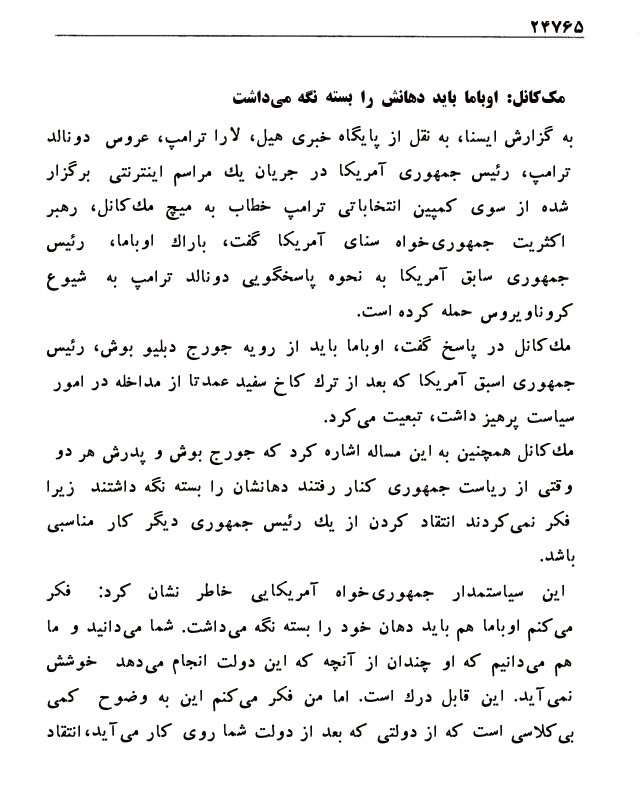 ۲۴۷۶۵
مک‌کانل: اوباما باید دهانش را بسته نگه می‌داشت
به گزارش ایسنا، به نقل از پایگاه خبری هیل، لارا ترامپ، عروس دونالد
ترامپ، رئیس جمهوری آمریکا در جریان یك مراسم اینترنتی برگزار
شده از سوی کمپین انتخاباتی ترامپ خطاب به میچ مك‌کانل، رهبر
اکثریت جمهوری‌خواه سنای آمریکا گفت، باراك اوباما، رئیس
جمهوری سابق آمریکا به نحوه پاسخگویی دونالد ترامپ به شیوع
کروناویروس حمله کرده است.
مك‌کانل در پاسخ گفت، اوباما باید از رویه جورج دبلیو بوش، رئیس
جمهوری اسبق آمریکا که بعد از ترك کاخ سفید عمدتا از مداخله در امور
سیاست پرهیز داشت، تبعیت می‌کرد.
مك‌کانل همچنین به این مساله اشاره کرد که جورج بوش و پدرش هر دو
وقتی از ریاست جمهوری کنار رفتند دهانشان را بسته نگه داشتند زیرا
فکر نمی‌کردند انتقاد کردن از یك رئیس جمهوری دیگر کار مناسبی
باشد.
این سیاستمدار جمهوری‌خواه آمریکایی خاطر نشان کرد: فکر
می‌کنم اوباما هم باید دهان خود را بسته نگه می‌داشت. شما می‌دانید و ما
هم می‌دانیم که او چندان از آنچه که این دولت انجام می‌دهد خوشش
نمی‌آید. این قابل درك است. اما من فکر می‌کنم این به وضوح کمی
بی‌کلاسی است که از دولتی که بعد از دولت شما روی کار می‌آید، انتقاد